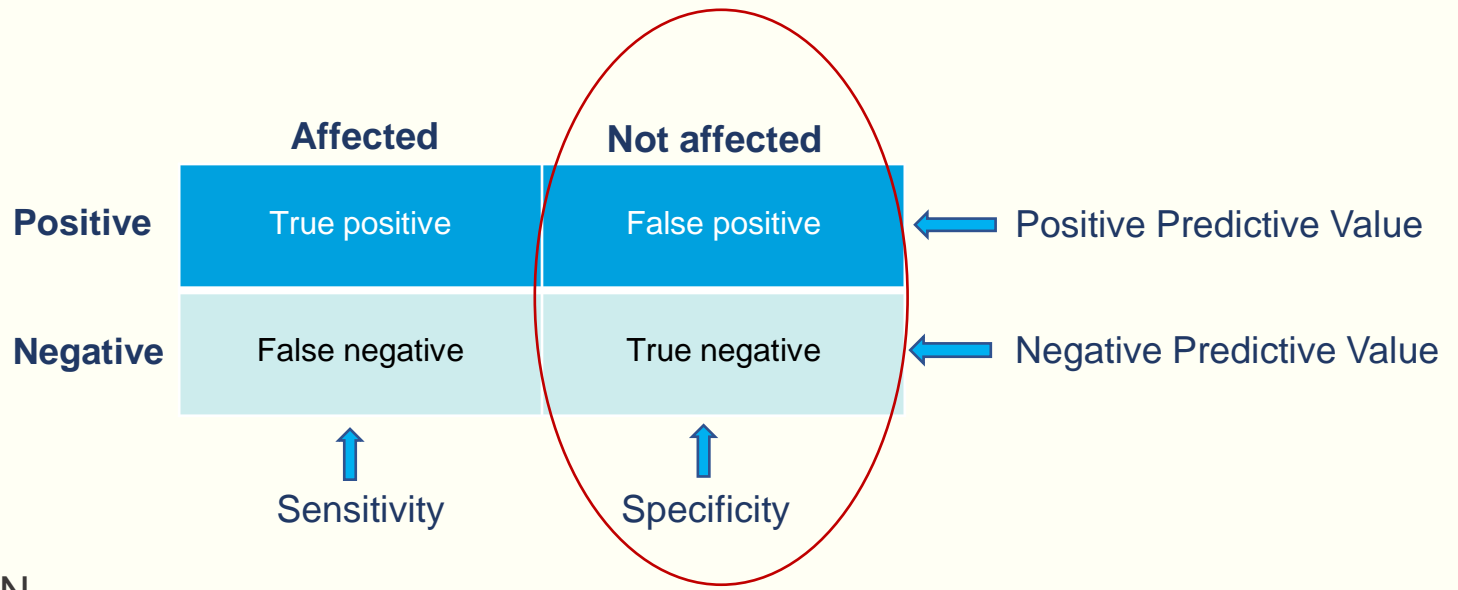 Affected Not affected
Positive True positive False positive Positive Predictive Value
Negative False negative True negative Negative Predictive Value
Sensitivity Specificity
N